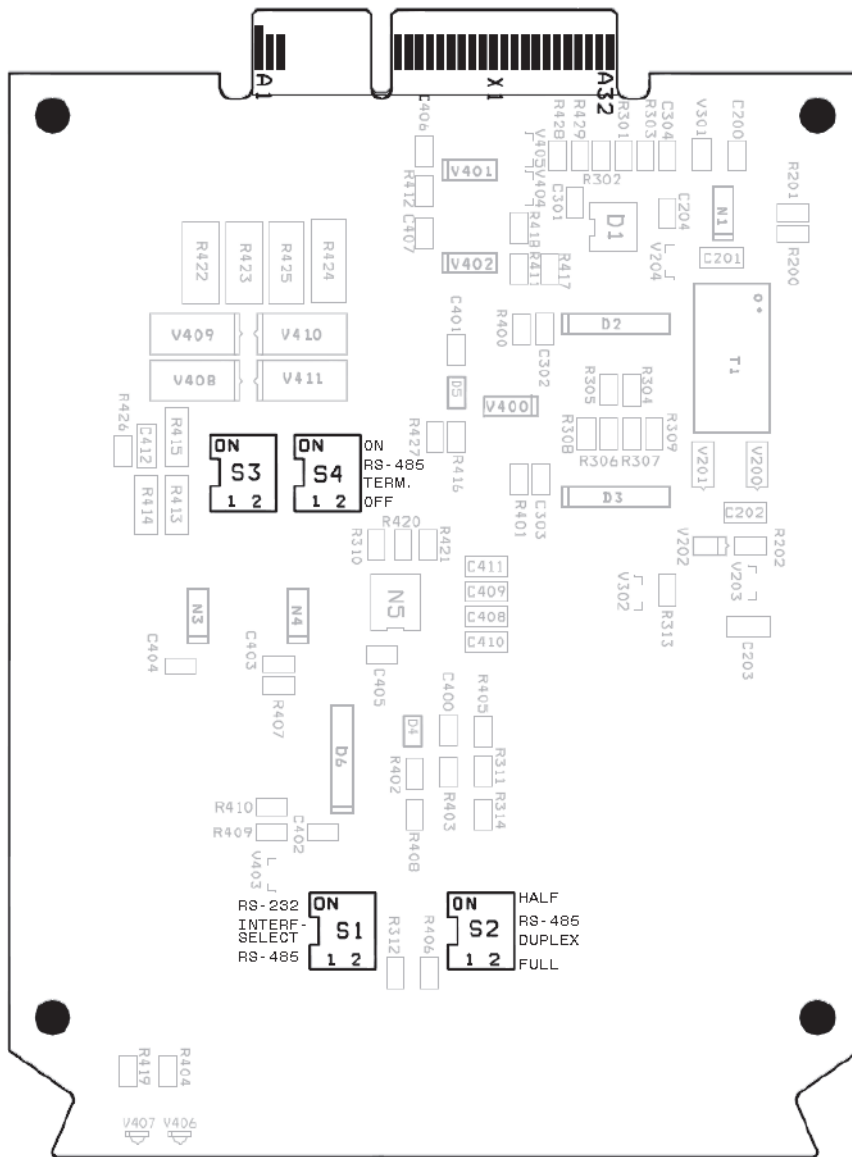 A1
X1
A32
C406
V401
V405
R428
R429
R301
R303
C304
V301
C200
R412
V404
R302
R201
C301
C204
N1
C407
R418
D1
V204
C201
R200
V402
R411
R417
R422
R423
R425
R424
V409
V410
C401
R400
C302
D2
T1
V408
V411
D5
V400
R305
R304
R426
C412
R415
R427
R416
R308
R306
R307
R309
V201
V200
ON
S3
1 2
ON
S4
1 2
ON
RS-485
TERM.
OFF
R414
R413
R401
C303
D3
C202
R310
R420
R421
V202
R202
C411
C409
C408
C410
N5
V302
R313
V203
C203
N3
N4
C404
C403
R407
C405
C400
R405
D4
D6
R402
R403
R311
R314
R408
R410
R409
C402
V403
RS-232
INTERF-
SELECT
RS-485
ON
S1
1 2
R312
R406
ON
S2
1 2
HALF
RS-485
DUPLEX
FULL
R419
R404
V407
V406